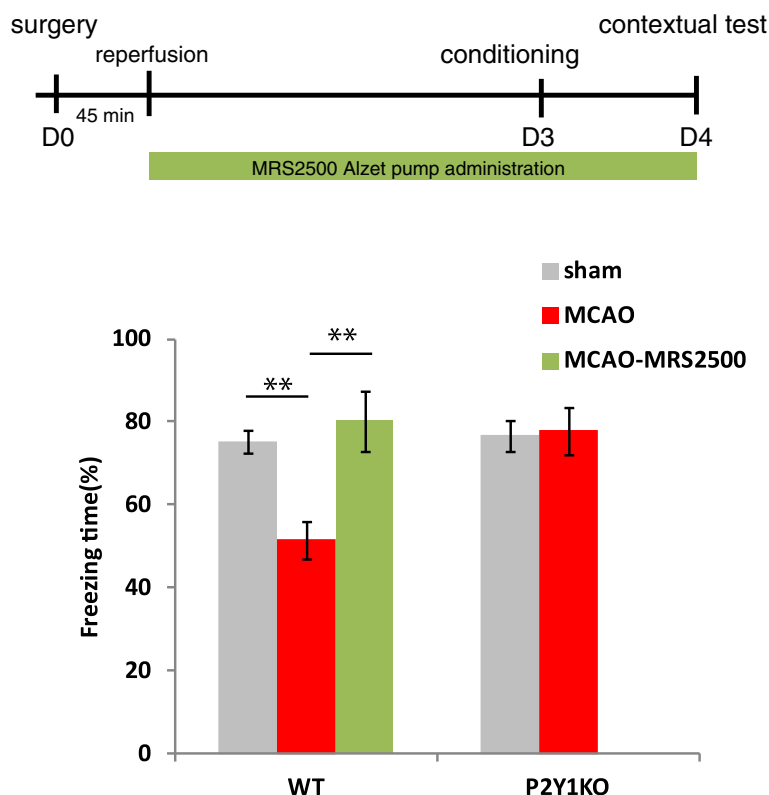 surgery
contextual test
reperfusion
conditioning
45 min
D0
D3
D4
MRS2500 Alzet pump administration
sham
MCAO
MCAO-MRS2500
**
**
100
80
60
40
20
0
Freezing time(%)
WT
P2Y1KO